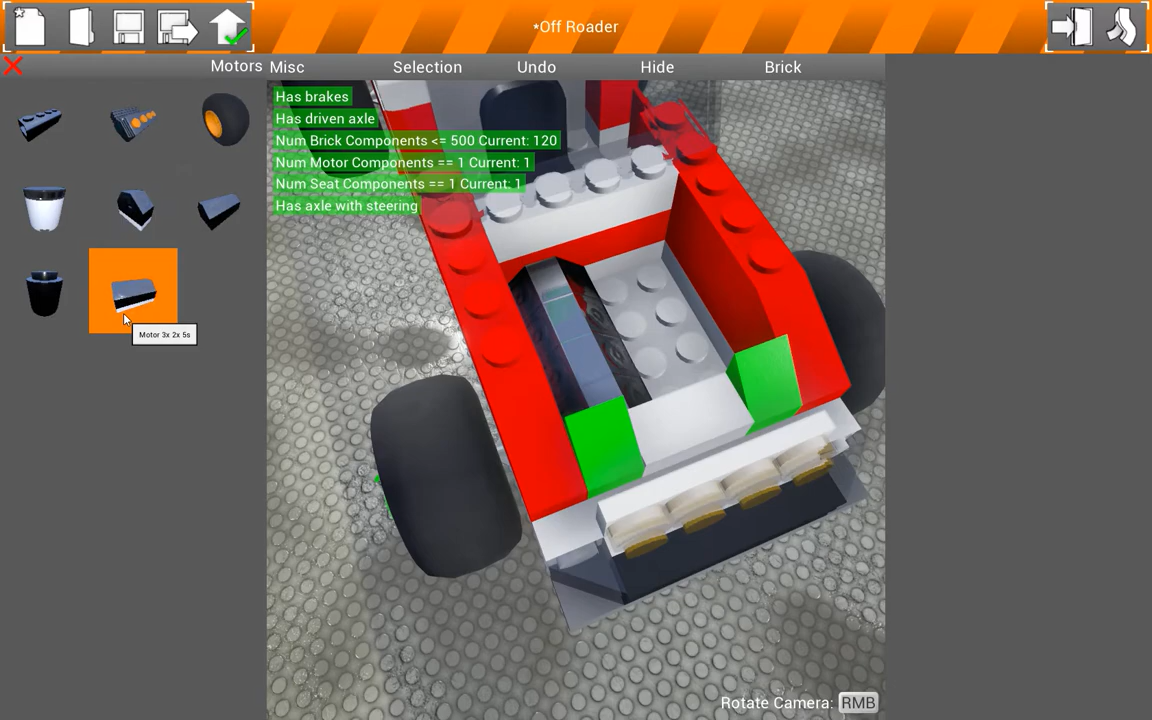 *Off Roader
Motors Misc Selection Undo Hide Brick
Has brakes
Has driven axle
Num Brick Components <= 500 Current: 120
Num Motor Components == 1 Current: 1
Num Seat Components == 1 Current: 1
Has axle with steering
Motor 3x 2x 5s
Rotate Camera: RMB